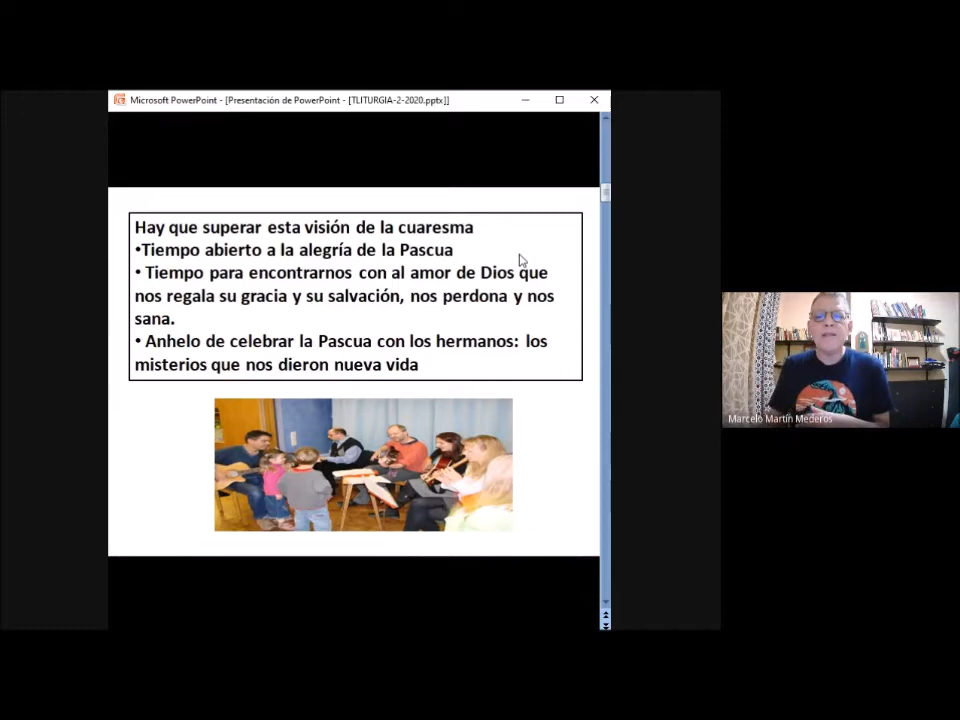 Microsoft PowerPoint - [Presentación de PowerPoint - [TLITURGIA-2-2020.pptx]]
Hay que superar esta visión de la cuaresma
•Tiempo abierto a la alegría de la Pascua
• Tiempo para encontrarnos con al amor de Dios que
nos regala su gracia y su salvación, nos perdona y nos
sana.
• Anhelo de celebrar la Pascua con los hermanos: los
misterios que nos dieron nueva vida
Marcelo Martín Mederos